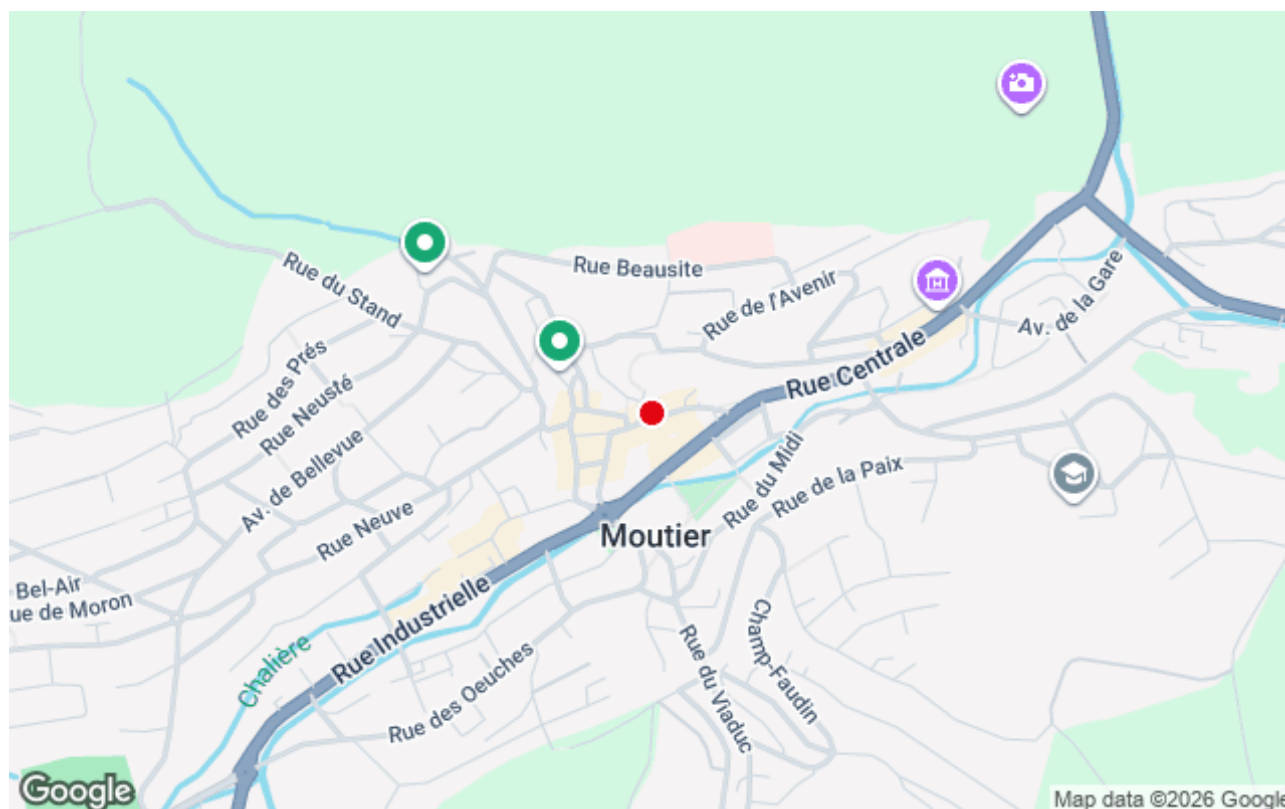 Rue Beausite
Rue du Stand
Rue de l'Avenir
Av. de la Gare
Rue Centrale
Rue des Prés
Rue Neusté
Av. de Bellevue
Rue Neuve
Rue du Midi
Rue de la Paix
Moutier
Bel-Air
ue de Moron
Rue Industrielle
Chalière
Rue des Oeuches
Rue du Viaduc
Champ-Faudin
Google
Map data ©2026 Google